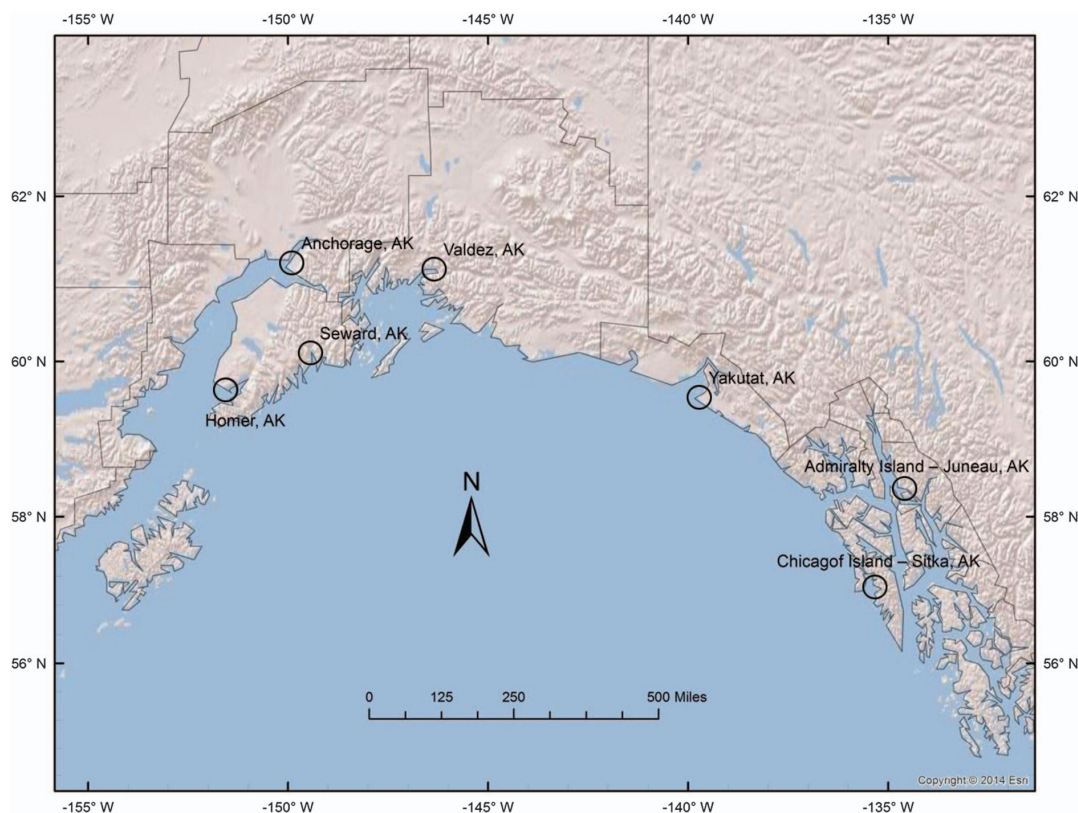 -155° W -150° W -145° W -140° W -135° W
62° N 62° N
Anchorage, AK
Valdez, AK
Seward, AK
60° N 60° N
Yakutat, AK
Homer, AK
Admiralty Island – Juneau, AK
N
58° N 58° N
Chicagof Island – Sitka, AK
56° N 56° N
0 125 250 500 Miles
Copyright © 2014 Esri
-155° W -150° W -145° W -140° W -135° W